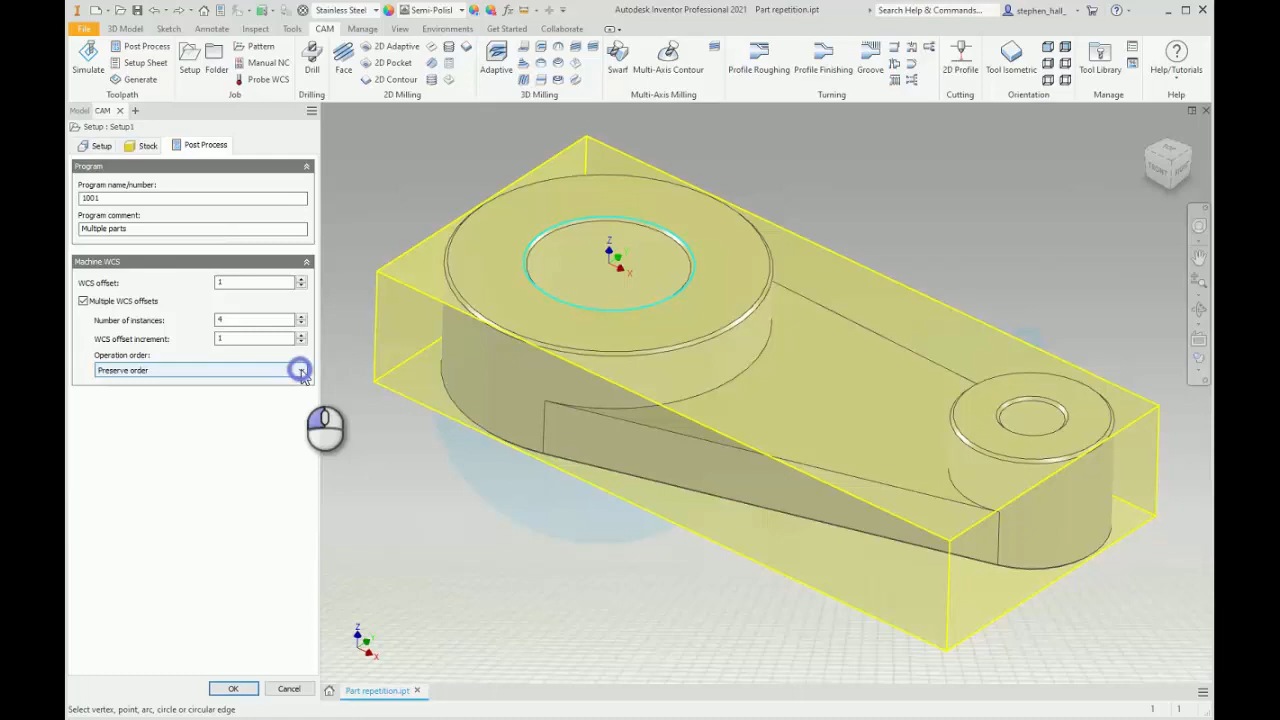 Stainless Steel
Semi-Polisl
Autodesk Inventor Professional 2021 Part repetition.ipt
Search Help & Commands...
stephen_hall_
File 3D Model Sketch Annotate Inspect Tools CAM Manage View Environments Get Started Collaborate
Simulate
Post Process
Setup Sheet
Generate
Toolpath
Setup
Folder
Pattern
Manual NC
Probe WCS
Job
Drill
Drilling
Face
2D Adaptive
2D Pocket
2D Contour
2D Milling
Adaptive
3D Milling
Swarf
Multi-Axis Contour
Multi-Axis Milling
Profile Roughing
Profile Finishing
Groove
Turning
2D Profile
Cutting
Tool Isometric
Orientation
Tool Library
Manage
Help/Tutorials
Help
Model CAM
Setup : Setup1
Setup Stock Post Process
Program
Program name/number:
1001
Program comment:
Multiple parts
Machine WCS
WCS offset: 1
Multiple WCS offsets
Number of instances: 4
WCS offset increment: 1
Operation order:
Preserve order
Z
X
TOP
FRONT
RIGHT
Z
X
OK Cancel
Part repetition.ipt
Select vertex, point, arc, circle or circular edge
1 1